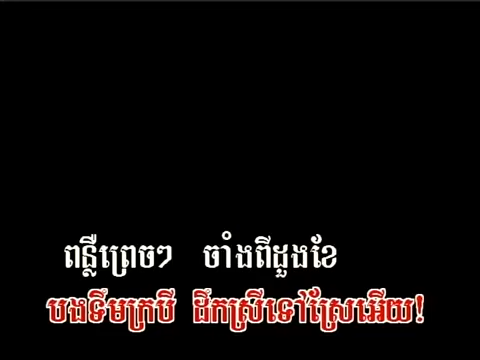 ពន្លឺព្រេចៗ ចាំងពីដួងខែ
បងទឹមក្របី ដឹកស្រីទៅស្រែអើយ!